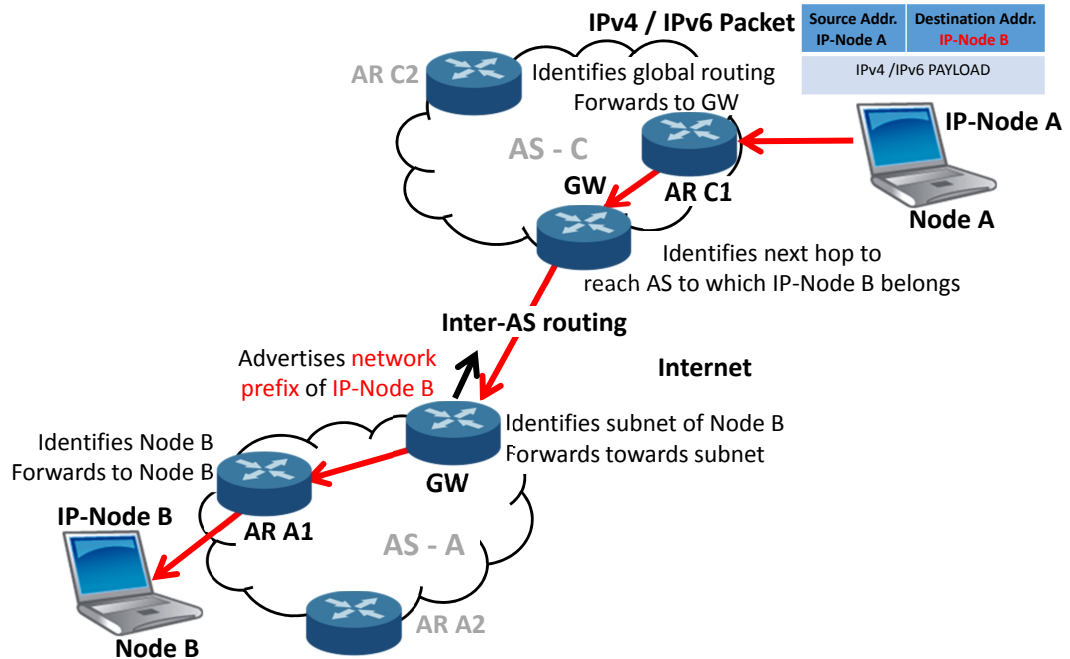 IPv4 / IPv6 Packet
Source Addr.
IP-Node A
Destination Addr.
IP-Node B
IPv4 /IPv6 PAYLOAD
AR C2
Identifies global routing
Forwards to GW
IP-Node A
AS - C
GW
AR C1
Node A
Identifies next hop to
reach AS to which IP-Node B belongs
Inter-AS routing
Advertises network
prefix of IP-Node B
Internet
Identifies Node B
Forwards to Node B
Identifies subnet of Node B
Forwards towards subnet
GW
IP-Node B
AR A1
AS - A
AR A2
Node B